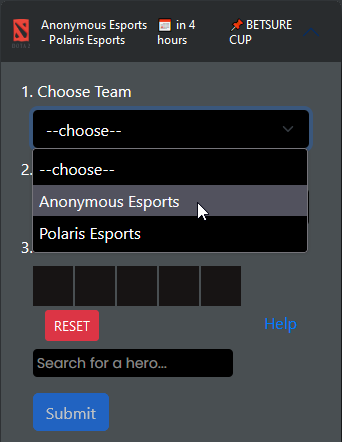 Anonymous Esports
- Polaris Esports
in 4
hours
BETSURE
CUP
DOTA 2
1. Choose Team
--choose--
2.
--choose--
Anonymous Esports
Polaris Esports
3.
RESET
Help
Search for a hero...
Submit